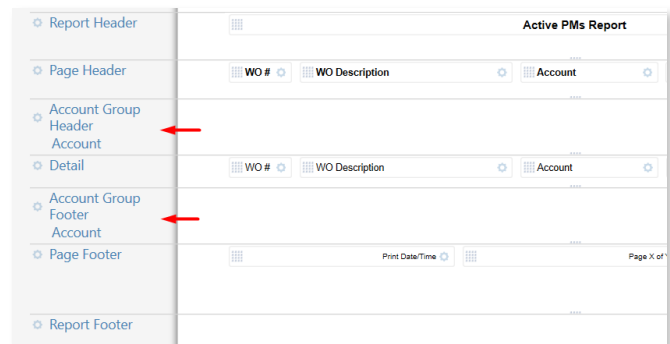 Report Header
Active PMs Report
Page Header
WO #
WO Description
Account
Account Group
Header
Account
Detail
WO #
WO Description
Account
Account Group
Footer
Account
Page Footer
Print Date/Time
Page X of
Report Footer